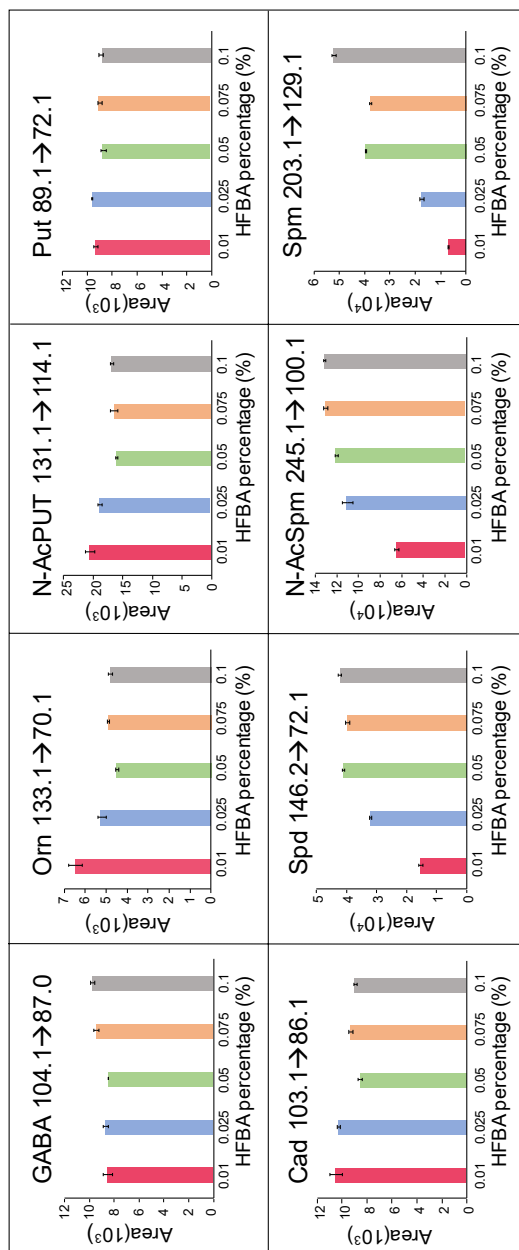 GABA 104.1→87.0
Area(10³)
12
10
8
6
4
2
0
0.01 0.025 0.05 0.075 0.1
HFBA percentage (%)
Orn 133.1→70.1
Area(10³)
7
6
5
4
3
2
1
0
0.01 0.025 0.05 0.075 0.1
HFBA percentage (%)
N-AcPUT 131.1→114.1
Area(10³)
25
20
15
10
5
0
0.01 0.025 0.05 0.075 0.1
HFBA percentage (%)
Put 89.1→72.1
Area(10³)
12
10
8
6
4
2
0
0.01 0.025 0.05 0.075 0.1
HFBA percentage (%)
Cad 103.1→86.1
Area(10³)
12
10
8
6
4
2
0
0.01 0.025 0.05 0.075 0.1
HFBA percentage (%)
Spd 146.2→72.1
Area(10⁴)
5
4
3
2
1
0
0.01 0.025 0.05 0.075 0.1
HFBA percentage (%)
N-AcSpm 245.1→100.1
Area(10⁴)
14
12
10
8
6
4
2
0
0.01 0.025 0.05 0.075 0.1
HFBA percentage (%)
Spm 203.1→129.1
Area(10⁴)
6
5
4
3
2
1
0
0.01 0.025 0.05 0.075 0.1
HFBA percentage (%)